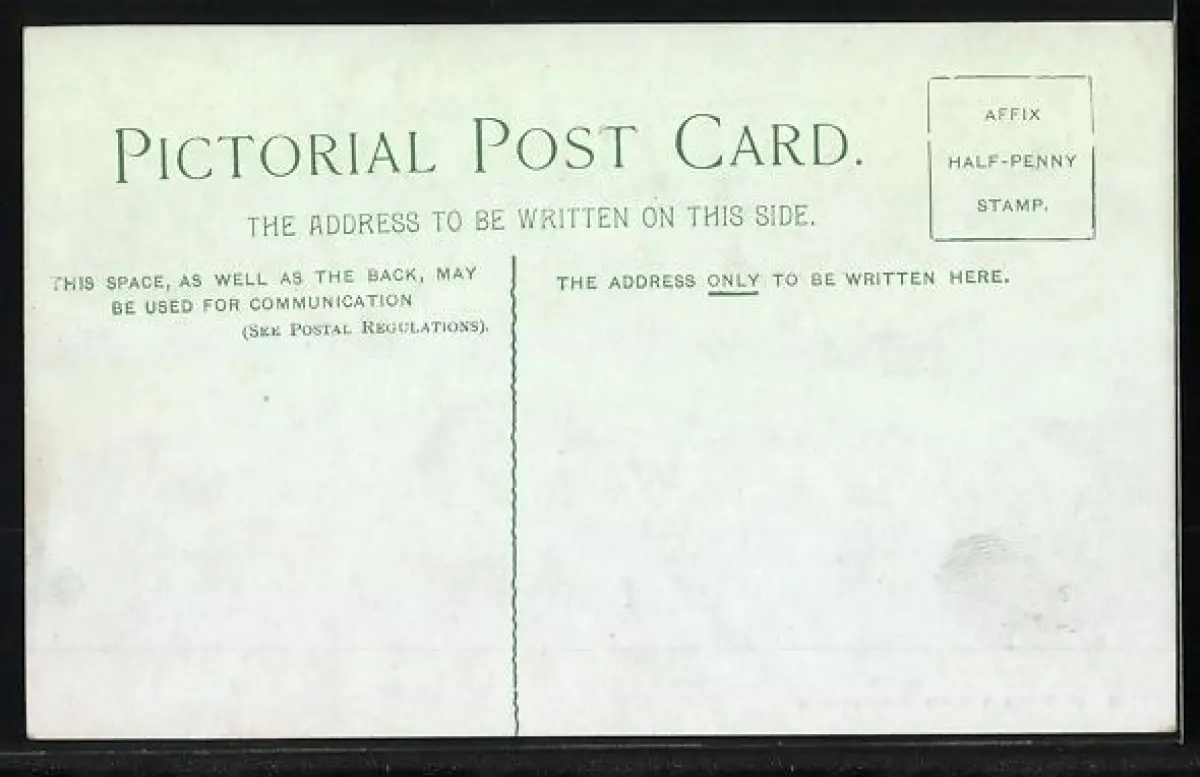 PICTORIAL POST CARD.
THE ADDRESS TO BE WRITTEN ON THIS SIDE.
AFFIX
HALF-PENNY
STAMP.
THIS SPACE, AS WELL AS THE BACK, MAY
BE USED FOR COMMUNICATION
(SEE POSTAL REGULATIONS).
THE ADDRESS ONLY TO BE WRITTEN HERE.